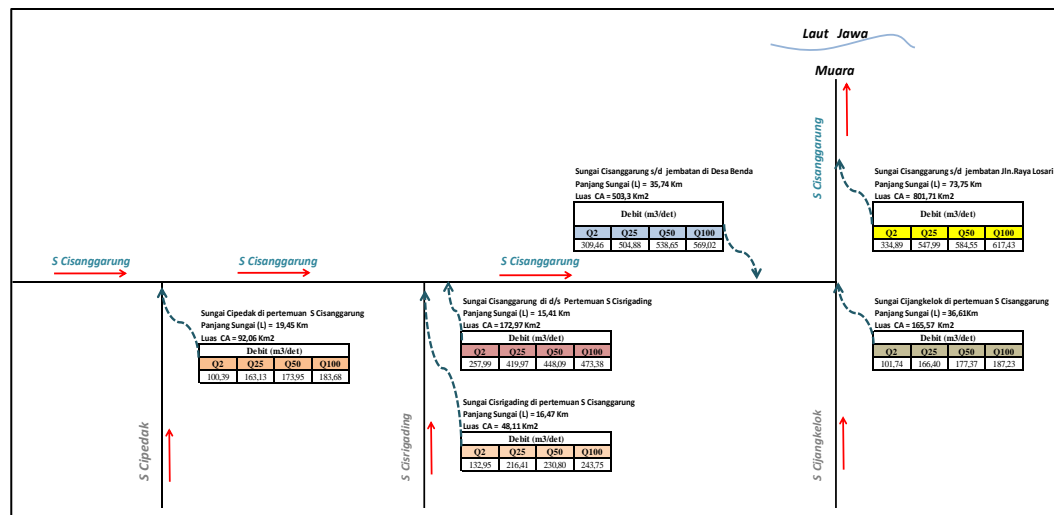 Laut Jawa
Muara
S Cisanggarung
Sungai Cisanggarung s/d jembatan di Desa Benda
Panjang Sungai (L) = 35,74 Km
Luas CA = 503,3 Km2
Debit (m3/det)
Q2 Q25 Q50 Q100
309,46 504,88 538,65 569,02
Sungai Cisanggarung s/d jembatan Jln.Raya Losari
Panjang Sungai (L) = 73,75 Km
Luas CA = 801,71 Km2
Debit (m3/det)
Q2 Q25 Q50 Q100
334,89 547,99 584,55 617,43
S Cisanggarung
S Cisanggarung
S Cisanggarung
Sungai Cipedak di pertemuan S Cisanggarung
Panjang Sungai (L) = 19,45 Km
Luas CA = 92,06 Km2
Debit (m3/det)
Q2 Q25 Q50 Q100
100,39 163,13 173,95 183,68
Sungai Cisanggarung di d/s Pertemuan S Cisrigading
Panjang Sungai (L) = 15,41 Km
Luas CA = 172,97 Km2
Debit (m3/det)
Q2 Q25 Q50 Q100
257,99 419,97 448,09 473,38
Sungai Cijangkelok di pertemuan S Cisanggarung
Panjang Sungai (L) = 36,61Km
Luas CA = 165,57 Km2
Debit (m3/det)
Q2 Q25 Q50 Q100
101,74 166,40 177,37 187,23
Sungai Cisrigading di pertemuan S Cisanggarung
Panjang Sungai (L) = 16,47 Km
Luas CA = 48,11 Km2
Debit (m3/det)
Q2 Q25 Q50 Q100
132,95 216,41 230,80 243,75
S Cipedak
S Cisrigading
S Cijangkelok